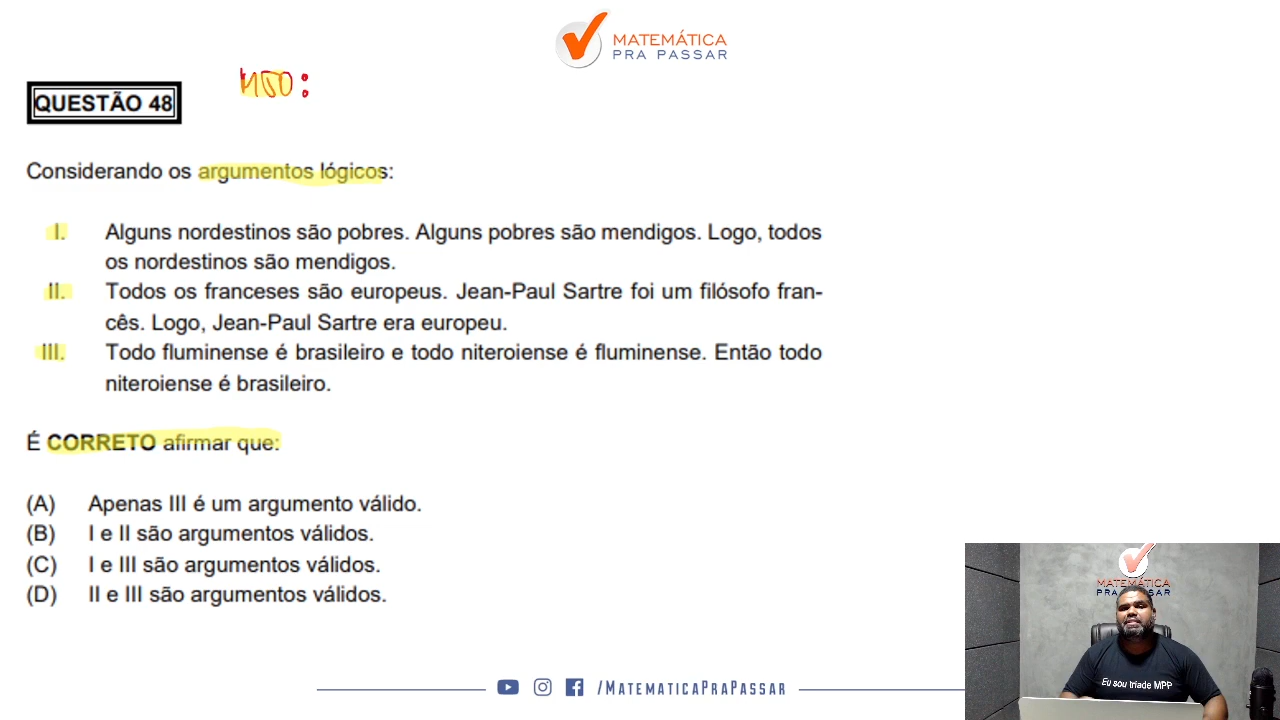 MATEMÁTICA
PRA PASSAR
QUESTÃO 48
Considerando os argumentos lógicos:
I. Alguns nordestinos são pobres. Alguns pobres são mendigos. Logo, todos
os nordestinos são mendigos.
II. Todos os franceses são europeus. Jean-Paul Sartre foi um filósofo fran-
cês. Logo, Jean-Paul Sartre era europeu.
III. Todo fluminense é brasileiro e todo niteroiense é fluminense. Então todo
niteroiense é brasileiro.
É CORRETO afirmar que:
(A) Apenas III é um argumento válido.
(B) I e II são argumentos válidos.
(C) I e III são argumentos válidos.
(D) II e III são argumentos válidos.
MATEMÁTICA
PRA PASSAR
Eu sou tríade MPP
/MATEMATICAPRAPASSAR